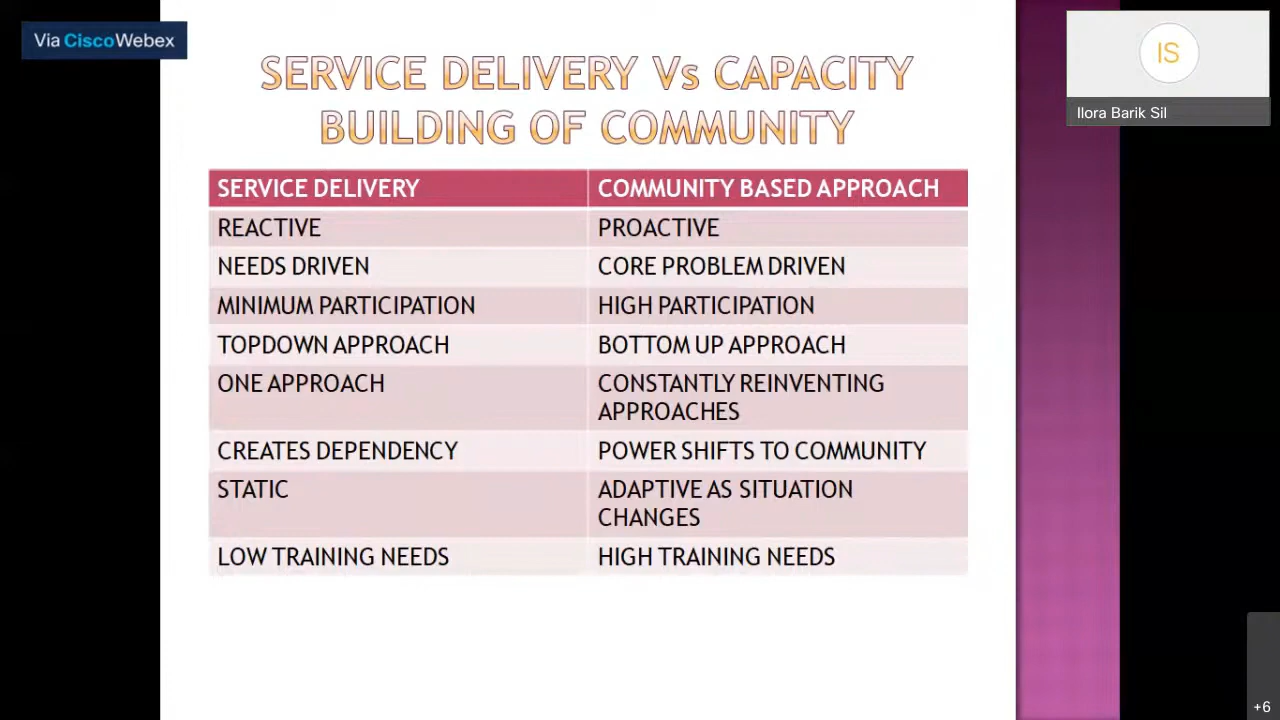 Via CiscoWebex
IS
Ilora Barik Sil
SERVICE DELIVERY Vs CAPACITY
BUILDING OF COMMUNITY
SERVICE DELIVERY COMMUNITY BASED APPROACH
REACTIVE PROACTIVE
NEEDS DRIVEN CORE PROBLEM DRIVEN
MINIMUM PARTICIPATION HIGH PARTICIPATION
TOPDOWN APPROACH BOTTOM UP APPROACH
ONE APPROACH CONSTANTLY REINVENTING
APPROACHES
CREATES DEPENDENCY POWER SHIFTS TO COMMUNITY
STATIC ADAPTIVE AS SITUATION
CHANGES
LOW TRAINING NEEDS HIGH TRAINING NEEDS
+6